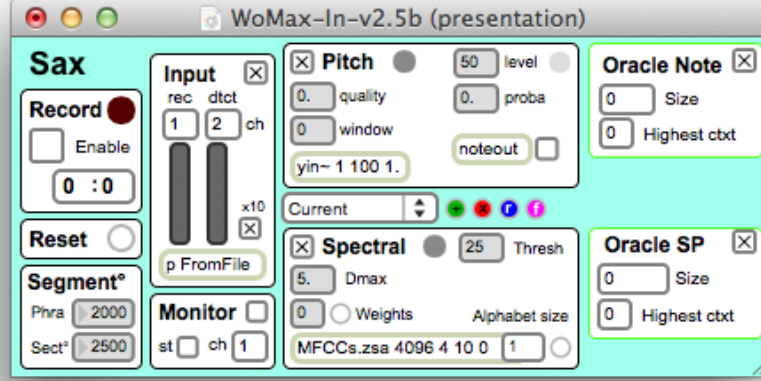 WoMax-In-v2.5b (presentation)
Sax
Record
Enable
0 :0
Reset
Segment°
Phra 2000
Sect° 2500
Input
rec dtct
1 2 ch
x10
p FromFile
Monitor
st ch 1
Pitch 50 level
0. quality 0. proba
0 window
noteout
yin~ 1 100 1.
Current + x r f
Spectral 25 Thresh
5. Dmax
0 Weights Alphabet size
MFCCs.zsa 4096 4 10 0 1
Oracle Note
0 Size
0 Highest ctxt
Oracle SP
0 Size
0 Highest ctxt